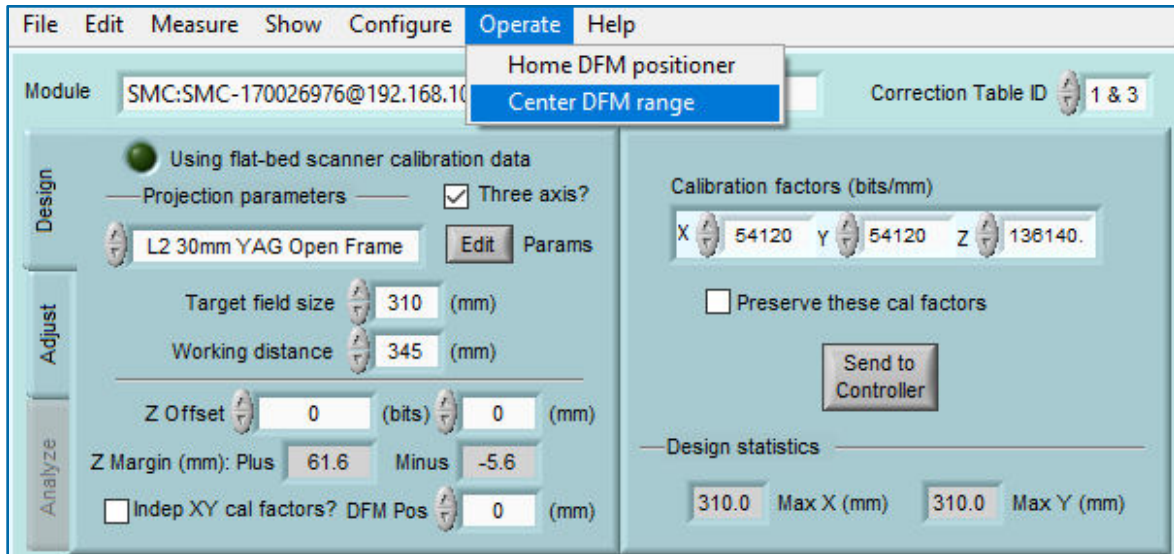 File Edit Measure Show Configure Operate Help
Home DFM positioner
Center DFM range
Module SMC:SMC-170026976@192.168.10
Correction Table ID 1 & 3
Design
Adjust
Analyze
Using flat-bed scanner calibration data
Projection parameters Three axis?
L2 30mm YAG Open Frame Edit Params
Target field size 310 (mm)
Working distance 345 (mm)
Z Offset 0 (bits) 0 (mm)
Z Margin (mm): Plus 61.6 Minus -5.6
Indep XY cal factors? DFM Pos 0 (mm)
Calibration factors (bits/mm)
X 54120 Y 54120 Z 136140.
Preserve these cal factors
Send to
Controller
Design statistics
310.0 Max X (mm) 310.0 Max Y (mm)